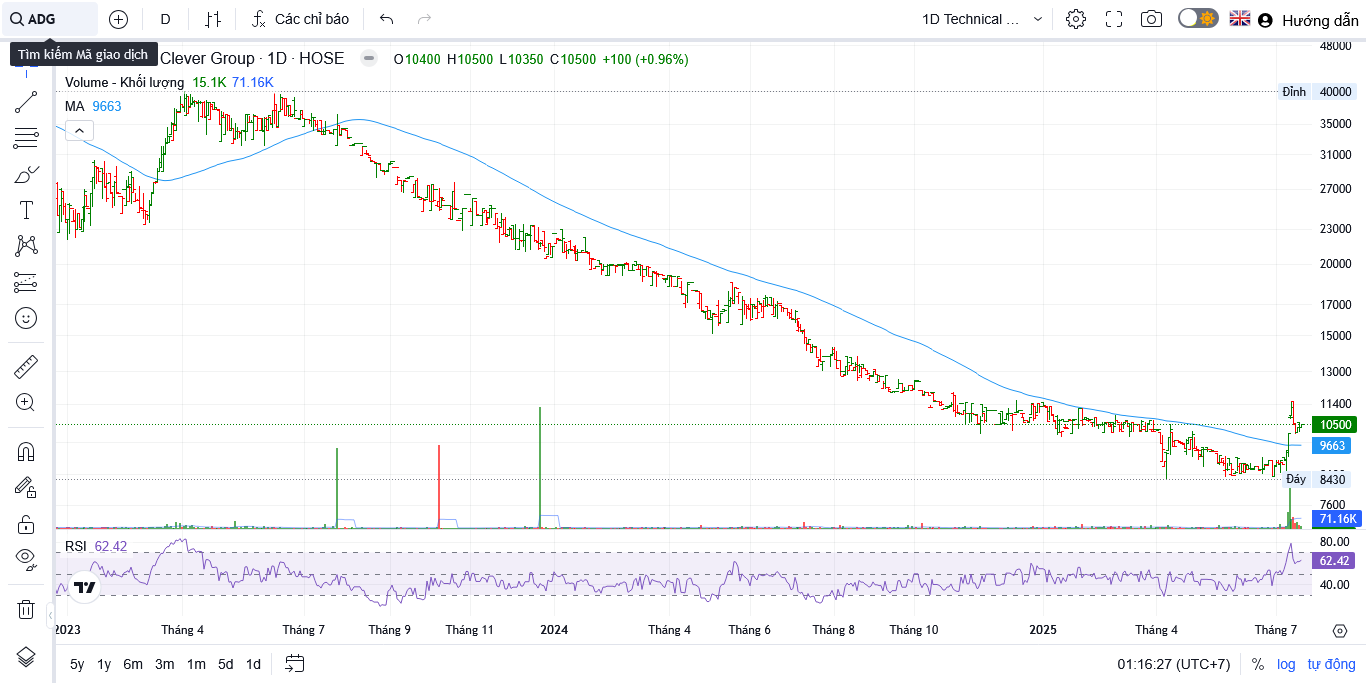 ADG
D
Các chỉ báo
1D Technical ...
Hướng dẫn
Tìm kiếm Mã giao dịch
Clever Group · 1D · HOSE
O10400 H10500 L10350 C10500 +100 (+0.96%)
Volume - Khối lượng 15.1K 71.16K
MA 9663
48000
Đỉnh 40000
35000
31000
27000
23000
20000
17000
15000
13000
11400
10500
9663
Đáy 8430
7600
71.16K
RSI 62.42
80.00
62.42
40.00
2023 Tháng 4 Tháng 7 Tháng 9 Tháng 11 2024 Tháng 4 Tháng 6 Tháng 8 Tháng 10 2025 Tháng 4 Tháng 7
5y 1y 6m 3m 1m 5d 1d
01:16:27 (UTC+7) % log tự động